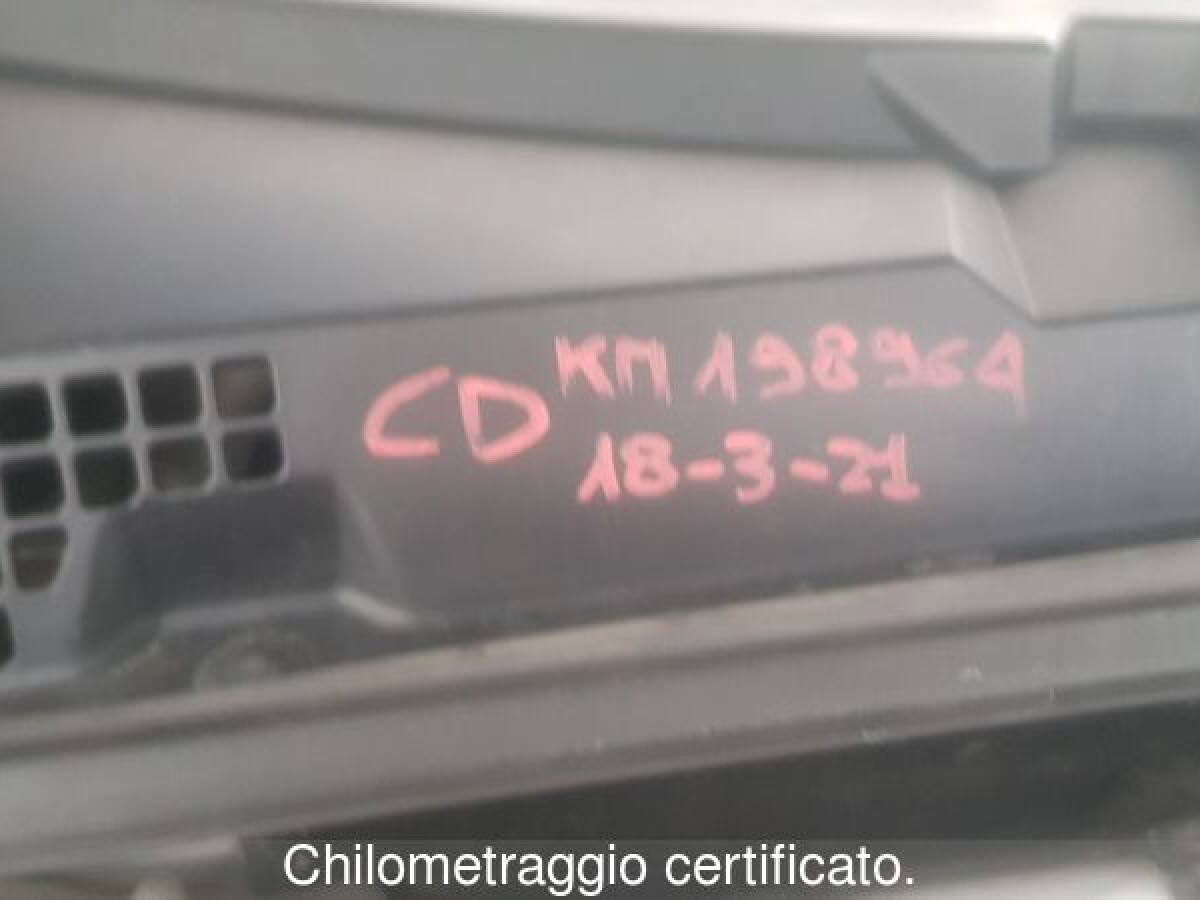 CD KM 198964
18-3-21
Chilometraggio certificato.